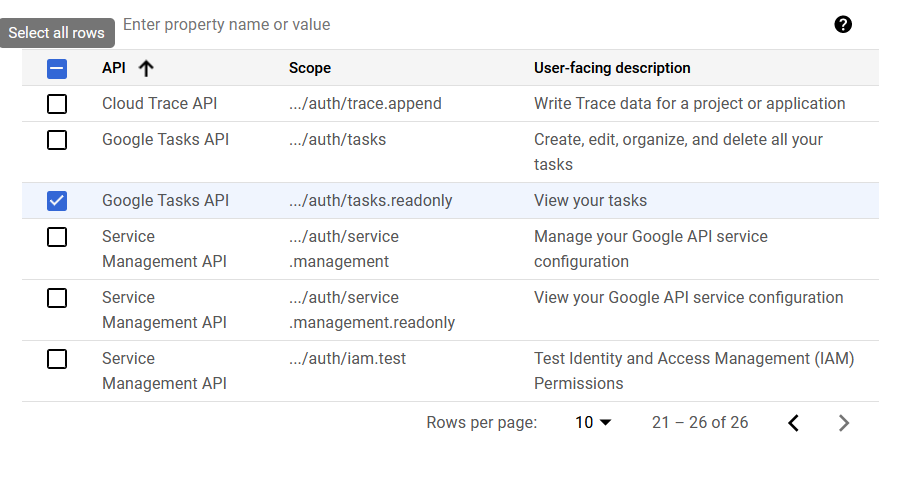 Enter property name or value
Select all rows
API Scope User-facing description
Cloud Trace API .../auth/trace.append Write Trace data for a project or application
Google Tasks API .../auth/tasks Create, edit, organize, and delete all your
tasks
Google Tasks API .../auth/tasks.readonly View your tasks
Service .../auth/service Manage your Google API service
Management API .management configuration
Service .../auth/service View your Google API service configuration
Management API .management.readonly
Service .../auth/iam.test Test Identity and Access Management (IAM)
Management API Permissions
Rows per page: 10 21 – 26 of 26